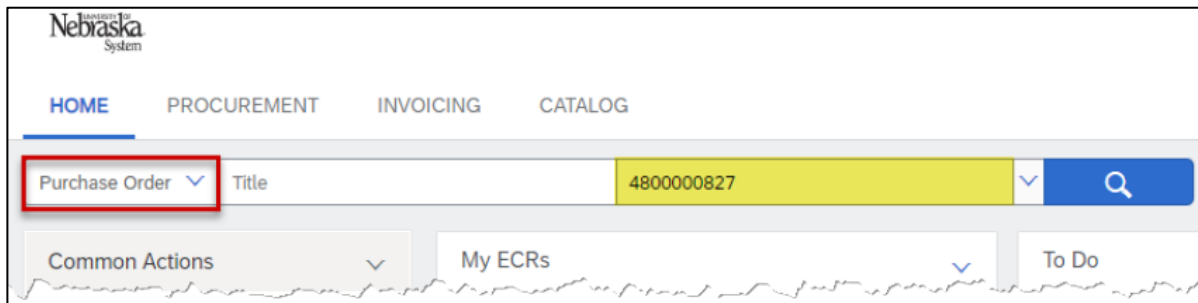 UNIVERSITY OF
Nebraska
System
HOME PROCUREMENT INVOICING CATALOG
Purchase Order Title 4800000827
Common Actions My ECRs To Do